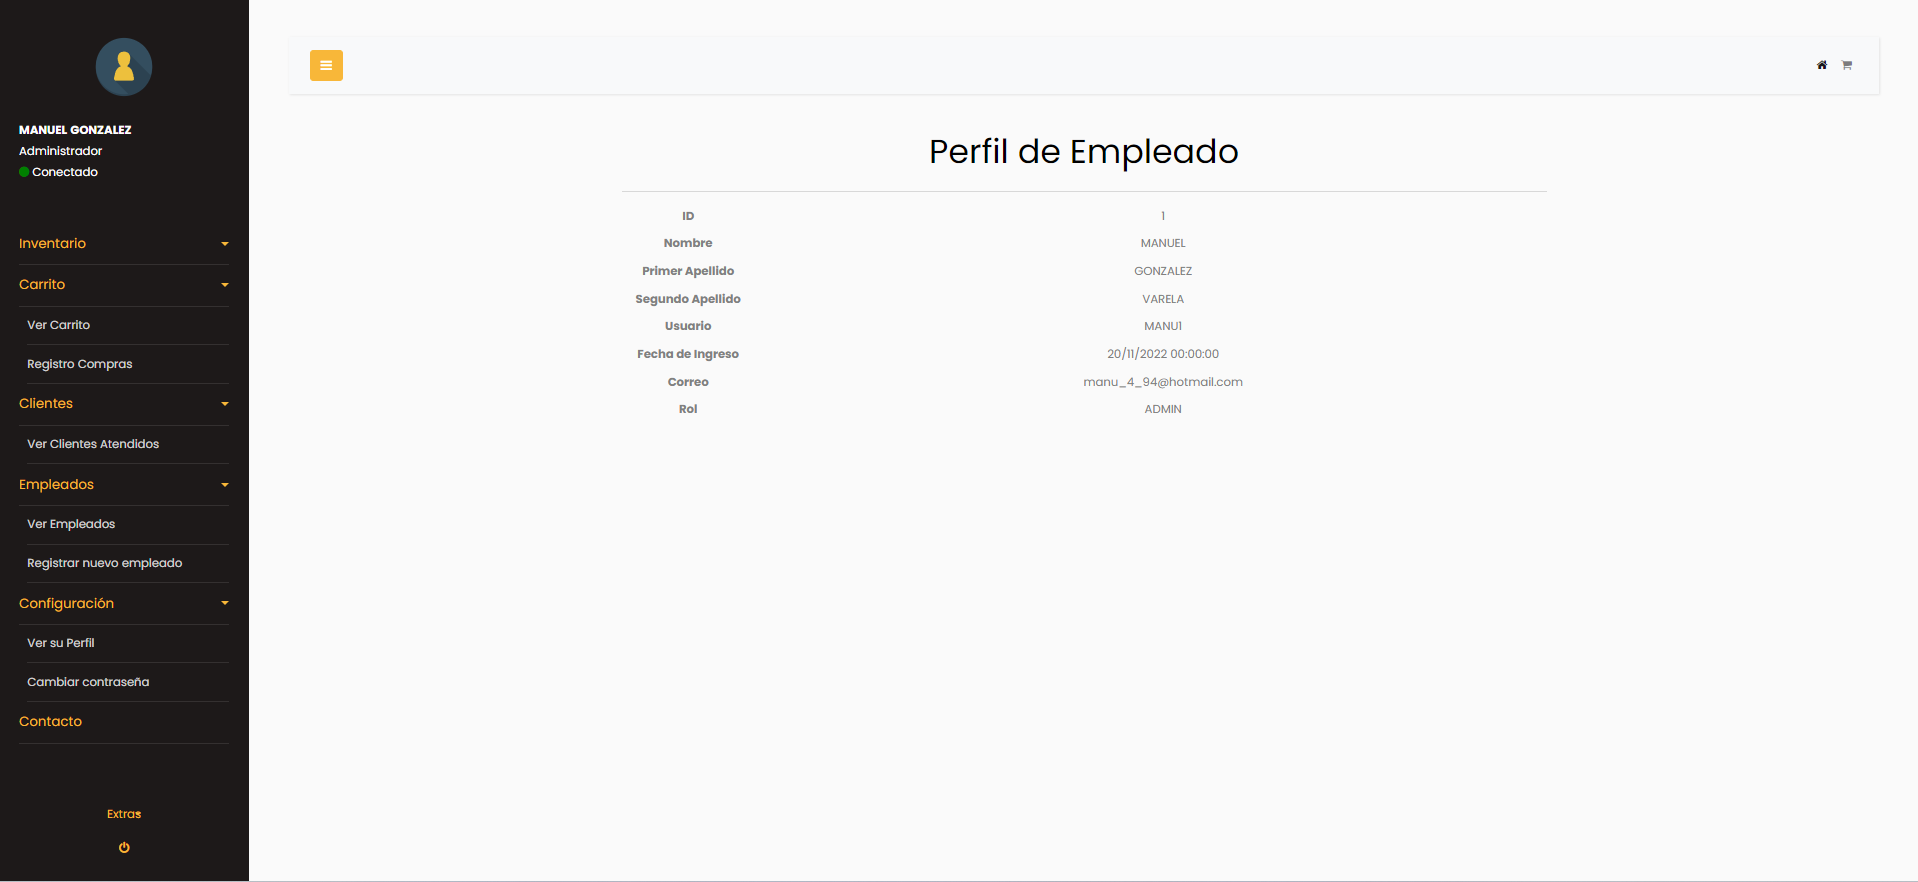 MANUEL GONZALEZ
Administrador
Conectado
Inventario
Carrito
Ver Carrito
Registro Compras
Clientes
Ver Clientes Atendidos
Empleados
Ver Empleados
Registrar nuevo empleado
Configuración
Ver su Perfil
Cambiar contraseña
Contacto
Extras
Perfil de Empleado
ID 1
Nombre MANUEL
Primer Apellido GONZALEZ
Segundo Apellido VARELA
Usuario MANU1
Fecha de Ingreso 20/11/2022 00:00:00
Correo manu_4_94@hotmail.com
Rol ADMIN